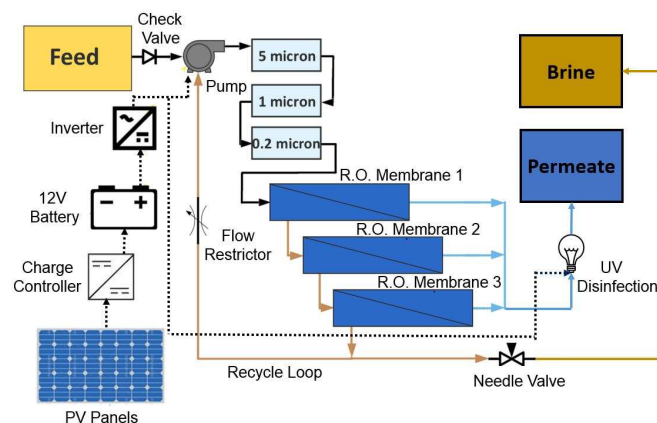 Feed
Check
Valve
Pump
5 micron
1 micron
0.2 micron
Brine
Permeate
Inverter
12V
Battery
Charge
Controller
PV Panels
Flow
Restrictor
R.O. Membrane 1
R.O. Membrane 2
R.O. Membrane 3
UV
Disinfection
Recycle Loop
Needle Valve